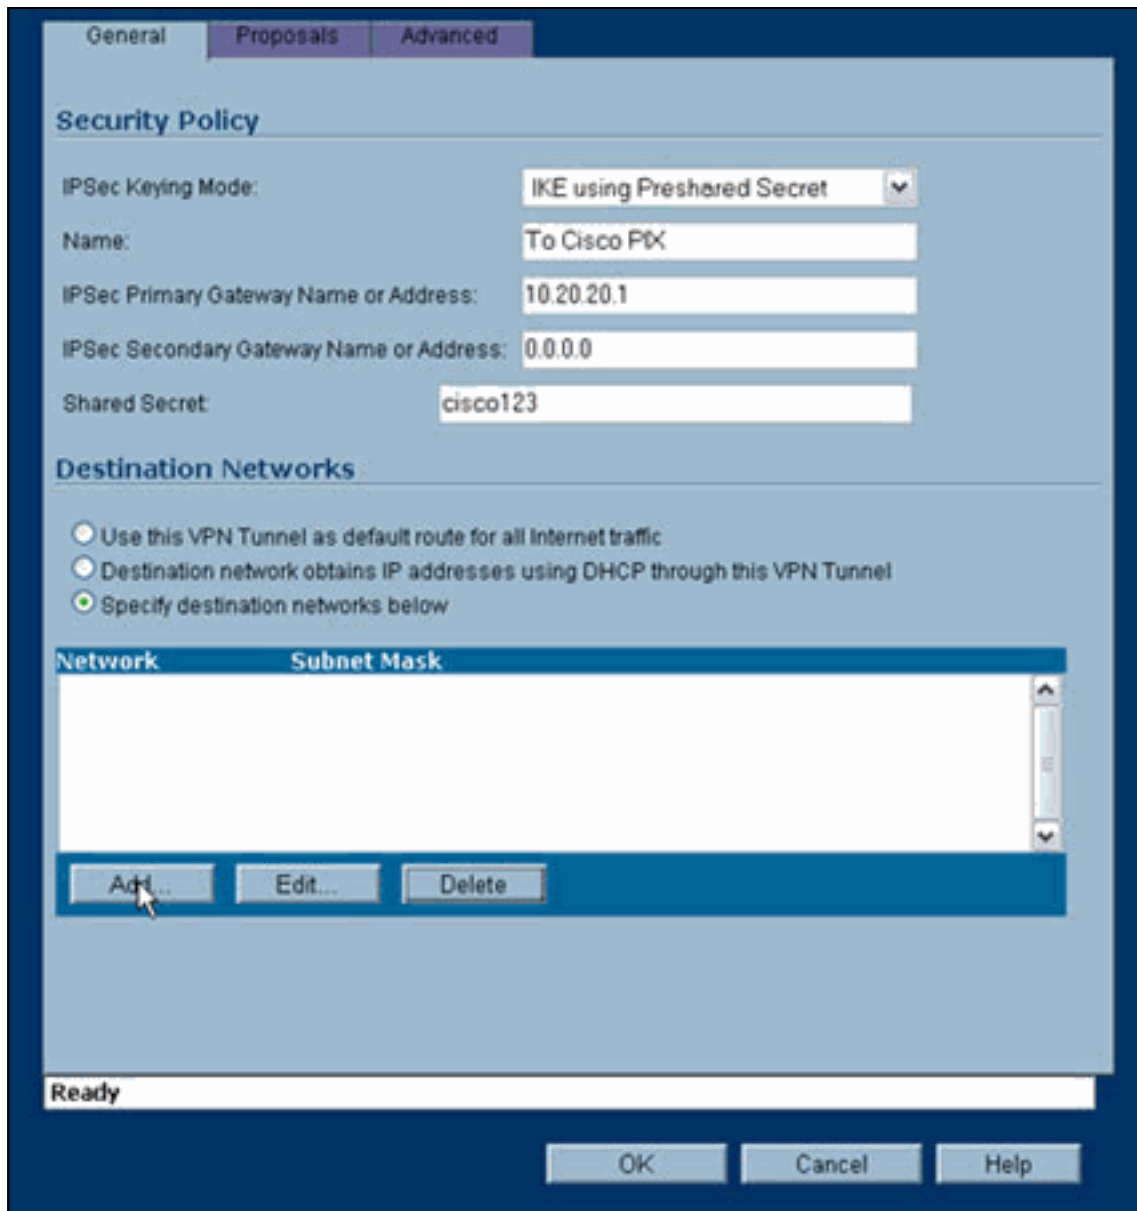 General Proposals Advanced
Security Policy
IPSec Keying Mode: IKE using Preshared Secret
Name: To Cisco PIX
IPSec Primary Gateway Name or Address: 10.20.20.1
IPSec Secondary Gateway Name or Address: 0.0.0.0
Shared Secret: cisco123
Destination Networks
Use this VPN Tunnel as default route for all Internet traffic
Destination network obtains IP addresses using DHCP through this VPN Tunnel
Specify destination networks below
Network Subnet Mask
Add... Edit... Delete
Ready
OK Cancel Help